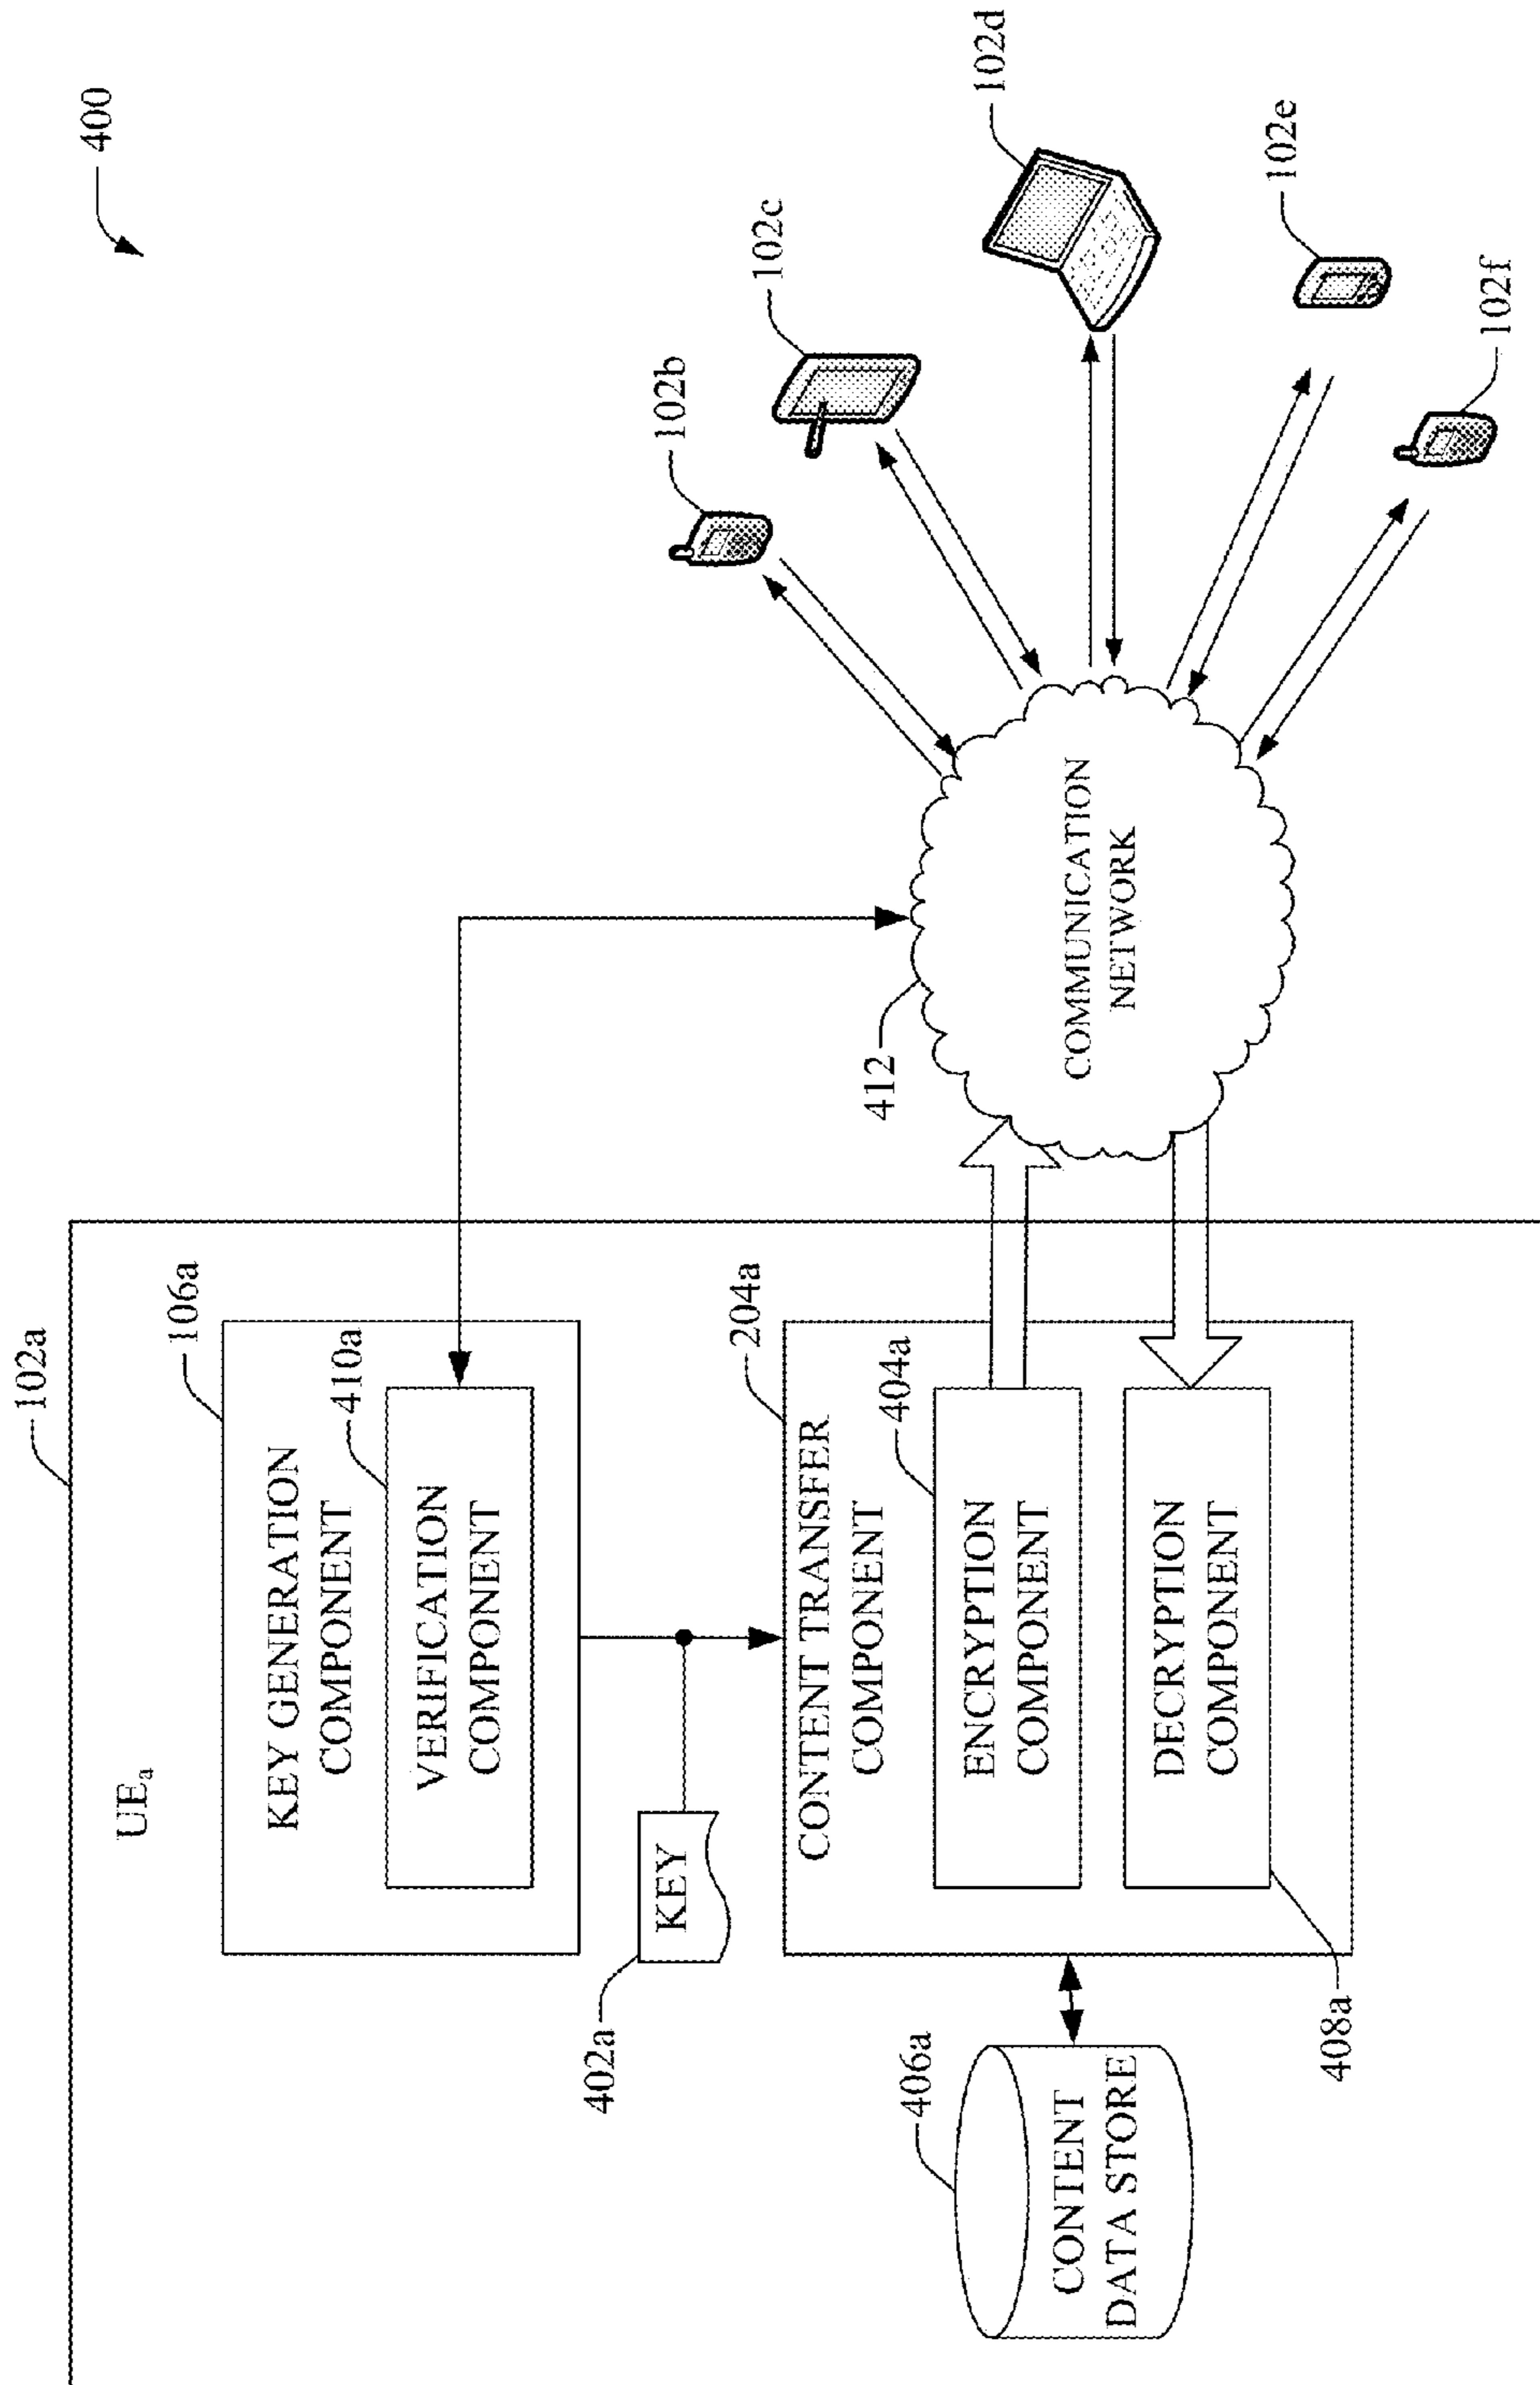 400
102a
UEa
106a
KEY GENERATION
COMPONENT
410a
VERIFICATION
COMPONENT
402a
KEY
204a
CONTENT TRANSFER
COMPONENT
404a
ENCRYPTION
COMPONENT
DECRYPTION
COMPONENT
408a
406a
CONTENT
DATA STORE
412
COMMUNICATION
NETWORK
102b
102c
102d
102e
102f